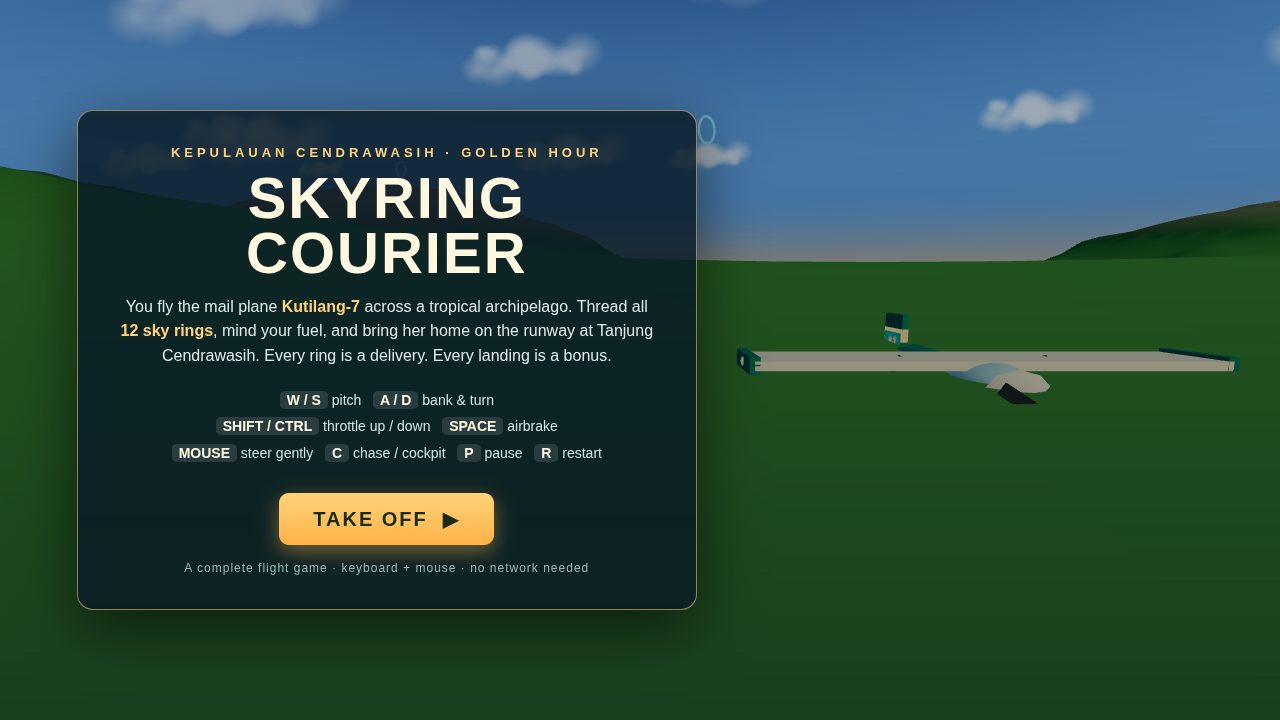 KEPULAUAN CENDRAWASIH · GOLDEN HOUR
SKYRING
COURIER
You fly the mail plane Kutilang-7 across a tropical archipelago. Thread all
12 sky rings, mind your fuel, and bring her home on the runway at Tanjung
Cendrawasih. Every ring is a delivery. Every landing is a bonus.
W / S pitch A / D bank & turn
SHIFT / CTRL throttle up / down SPACE airbrake
MOUSE steer gently C chase / cockpit P pause R restart
TAKE OFF ▶
A complete flight game · keyboard + mouse · no network needed